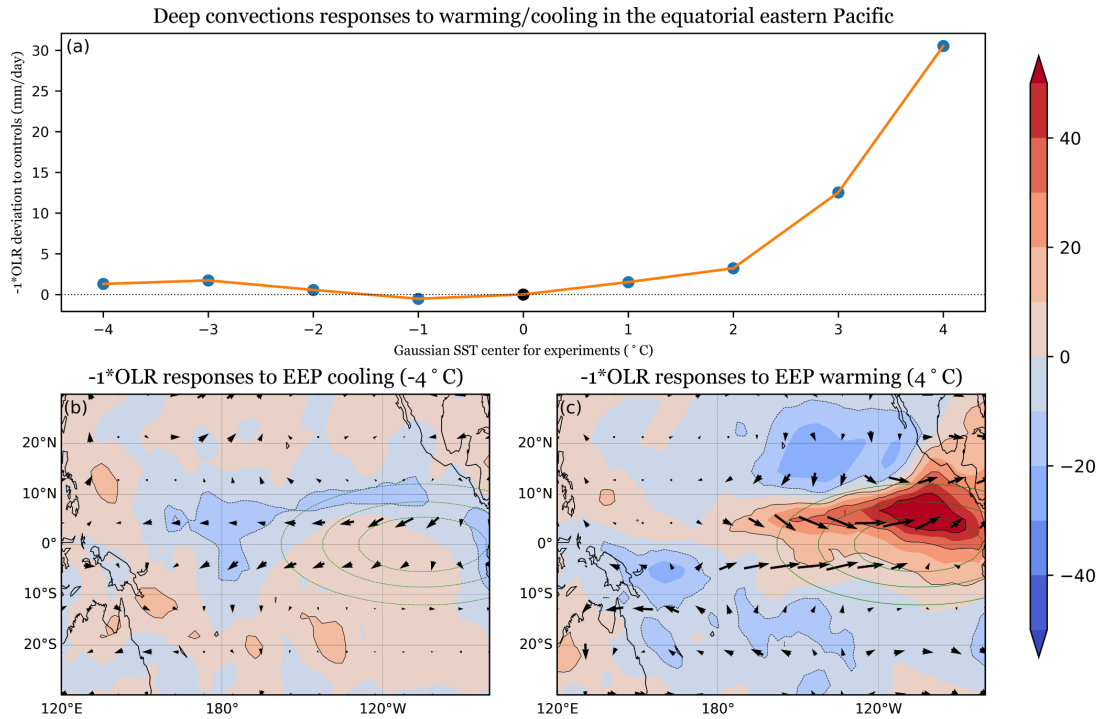 Deep convections responses to warming/cooling in the equatorial eastern Pacific
(a)
-1*OLR deviation to controls (mm/day)
30
25
20
15
10
5
0
−4
−3
−2
−1
0
1
2
3
4
Gaussian SST center for experiments (°C)
-1*OLR responses to EEP cooling (-4°C)
(b)
20°N
10°N
0°
10°S
20°S
120°E
180°
120°W
-1*OLR responses to EEP warming (4°C)
(c)
20°N
10°N
0°
10°S
20°S
120°E
180°
120°W
40
20
0
−20
−40